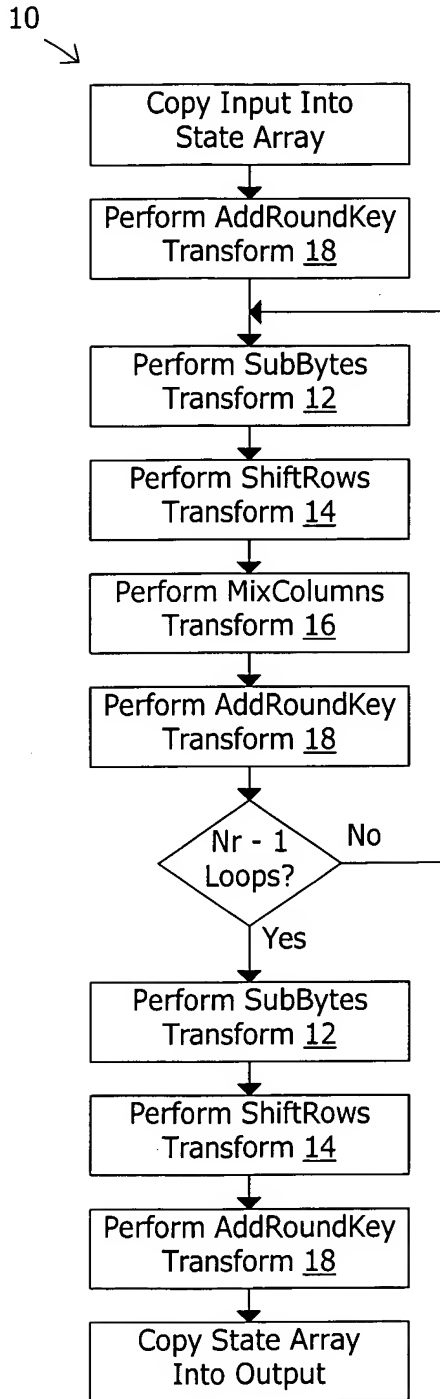 10
Copy Input Into
State Array
Perform AddRoundKey
Transform 18
Perform SubBytes
Transform 12
Perform ShiftRows
Transform 14
Perform MixColumns
Transform 16
Perform AddRoundKey
Transform 18
Nr - 1
Loops?
No
Yes
Perform SubBytes
Transform 12
Perform ShiftRows
Transform 14
Perform AddRoundKey
Transform 18
Copy State Array
Into Output